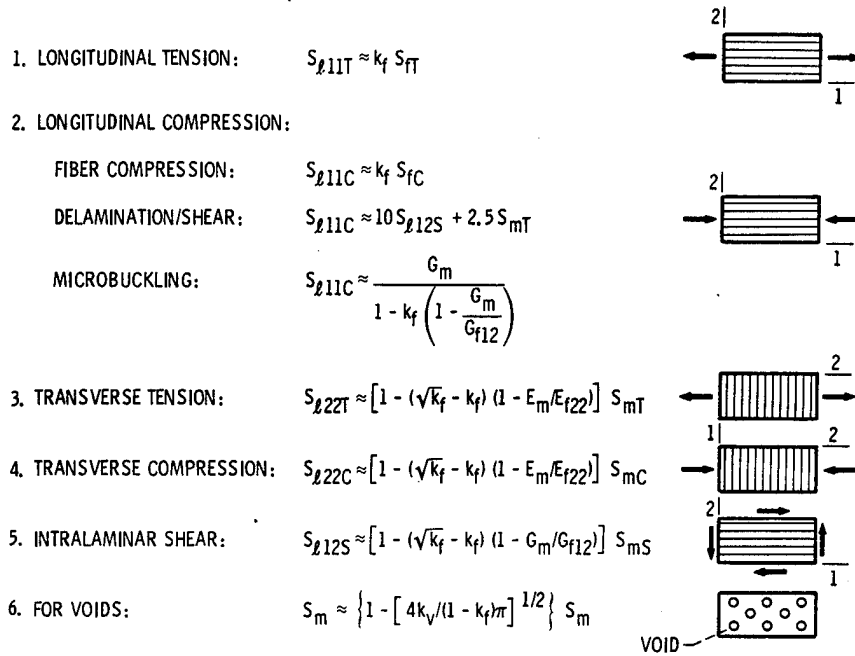 1. LONGITUDINAL TENSION: S_ℓ11T ≈ k_f S_fT
2|
1
2. LONGITUDINAL COMPRESSION:
FIBER COMPRESSION: S_ℓ11C ≈ k_f S_fC
2|
DELAMINATION/SHEAR: S_ℓ11C ≈ 10 S_ℓ12S + 2.5 S_mT
1
MICROBUCKLING: S_ℓ11C ≈ G_m / (1 - k_f (1 - G_m/G_f12))
2
3. TRANSVERSE TENSION: S_ℓ22T ≈ [1 - (√k_f - k_f) (1 - E_m/E_f22)] S_mT
1| 2
4. TRANSVERSE COMPRESSION: S_ℓ22C ≈ [1 - (√k_f - k_f) (1 - E_m/E_f22)] S_mC
2|
5. INTRALAMINAR SHEAR: S_ℓ12S ≈ [1 - (√k_f - k_f) (1 - G_m/G_f12)] S_mS
1
6. FOR VOIDS: S_m ≈ {1 - [4k_v/(1 - k_f)π]^1/2} S_m
VOID